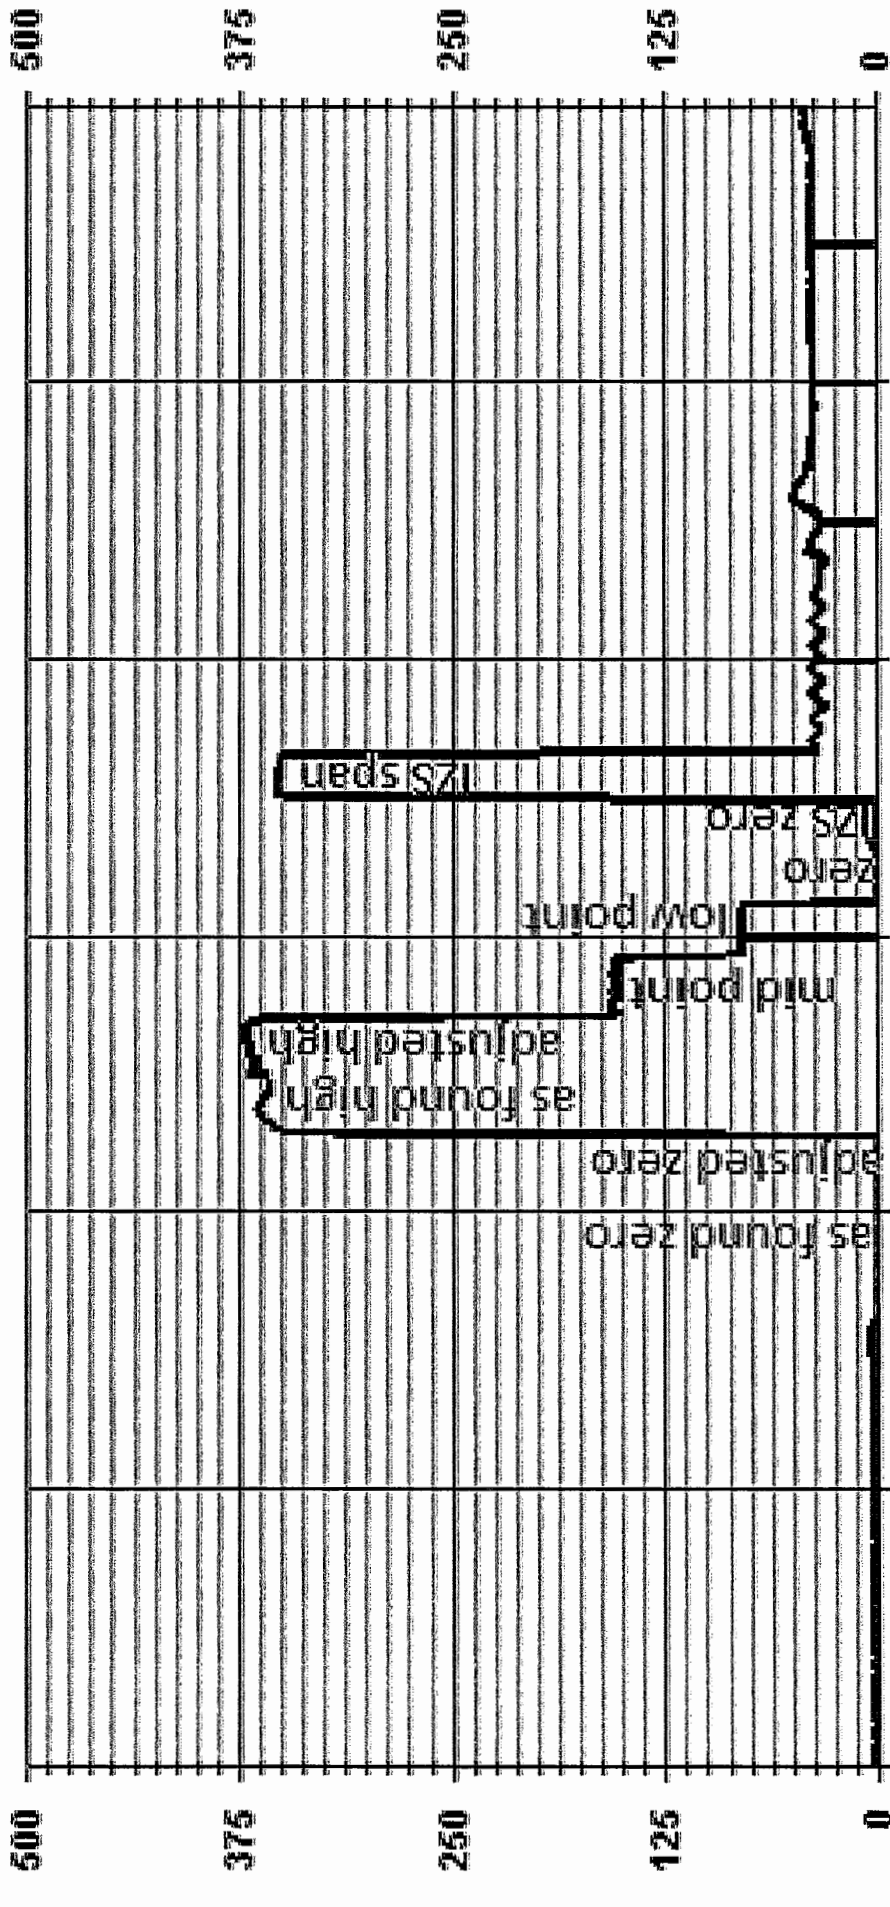 500
375
250
125
0
as found zero
adjusted zero
as found high
adjusted high
mid point
low point
zero
IZS zero
IZS span
500
375
250
125
0